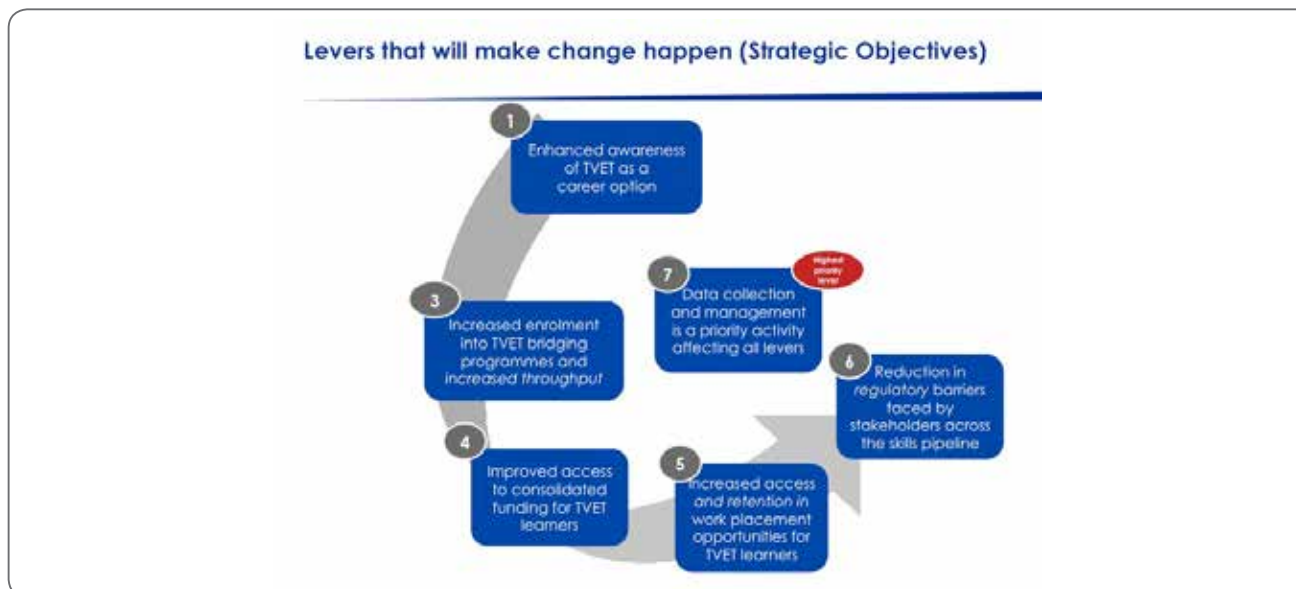 Levers that will make change happen (Strategic Objectives)
1
Enhanced awareness
of TVET as a
career option
3
Increased enrolment
into TVET bridging
programmes and
increased throughput
4
Improved access
to consolidated
funding for TVET
learners
5
Increased access
and retention in
work placement
opportunities for
TVET learners
6
Reduction in
regulatory barriers
faced by
stakeholders across
the skills pipeline
7
Highest
priority
lever
Data collection
and management
is a priority activity
affecting all levers